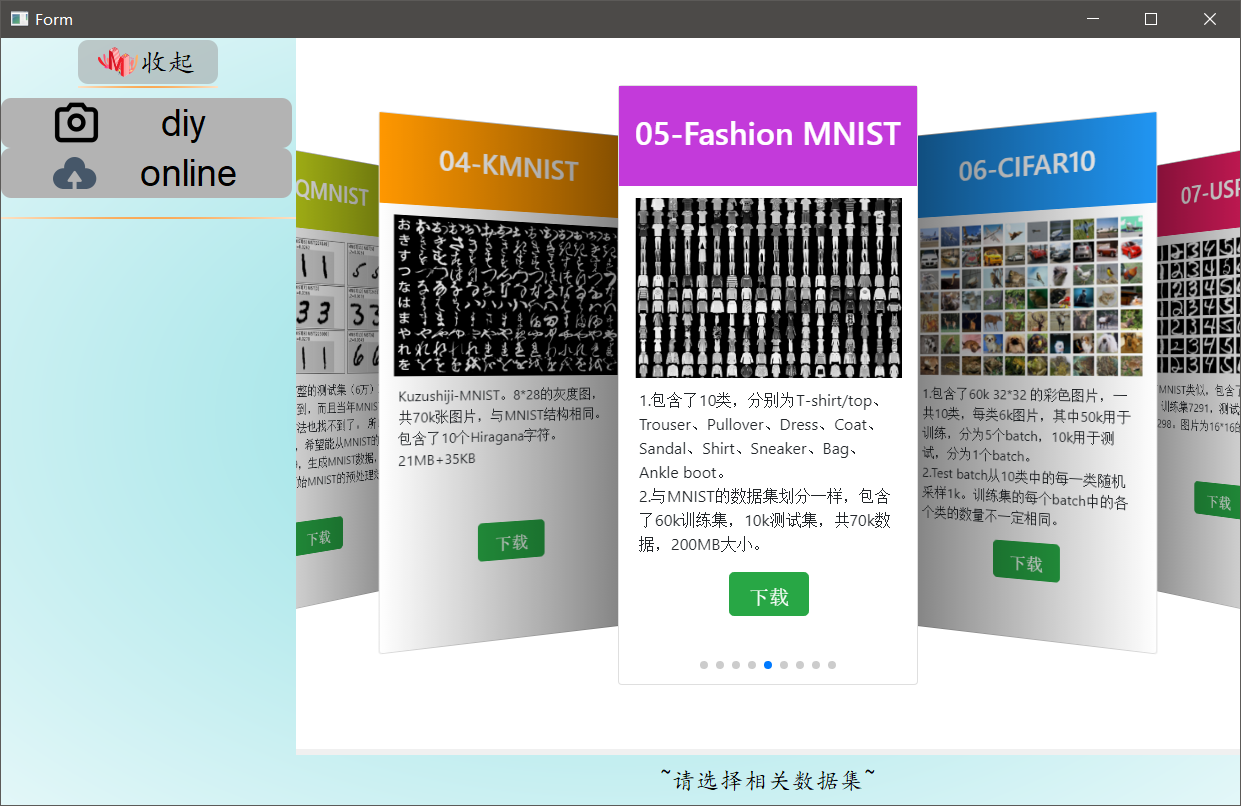 Form
收起
diy
online
QMNIST
整的测试集（6万）
到，而且当年MNIS
法也找不到了，所
，希望能从MNIST的
，生成MNIST数据，
始MNIST的预处理
下载
04-KMNIST
Kuzushiji-MNIST。8*28的灰度图，
共70k张图片，与MNIST结构相同。
包含了10个Hiragana字符。
21MB+35KB
下载
05-Fashion MNIST
1.包含了10类，分别为T-shirt/top、
Trouser、Pullover、Dress、Coat、
Sandal、Shirt、Sneaker、Bag、
Ankle boot。
2.与MNIST的数据集划分一样，包含
了60k训练集，10k测试集，共70k数
据，200MB大小。
下载
06-CIFAR10
1.包含了60k 32*32 的彩色图片，一
共10类，每类6k图片，其中50k用于
训练，分为5个batch，10k用于测
试，分为1个batch。
2.Test batch从10类中的每一类随机
采样1k。训练集的每个batch中的各
个类的数量不一定相同。
下载
07-USP
MNIST类似，包含了
训练集7291，测试
298，图片为16*16的
下载
~请选择相关数据集~